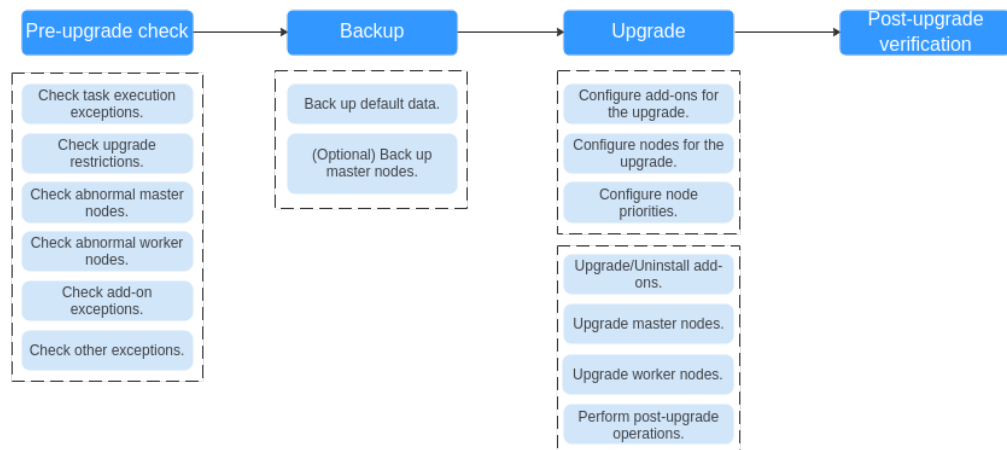 Pre-upgrade check
Backup
Upgrade
Post-upgrade
verification
Check task execution
exceptions.
Check upgrade
restrictions.
Check abnormal master
nodes.
Check abnormal worker
nodes.
Check add-on
exceptions.
Check other exceptions.
Back up default data.
(Optional) Back up
master nodes.
Configure add-ons for
the upgrade.
Configure nodes for the
upgrade.
Configure node
priorities.
Upgrade/Uninstall add-
ons.
Upgrade master nodes.
Upgrade worker nodes.
Perform post-upgrade
operations.